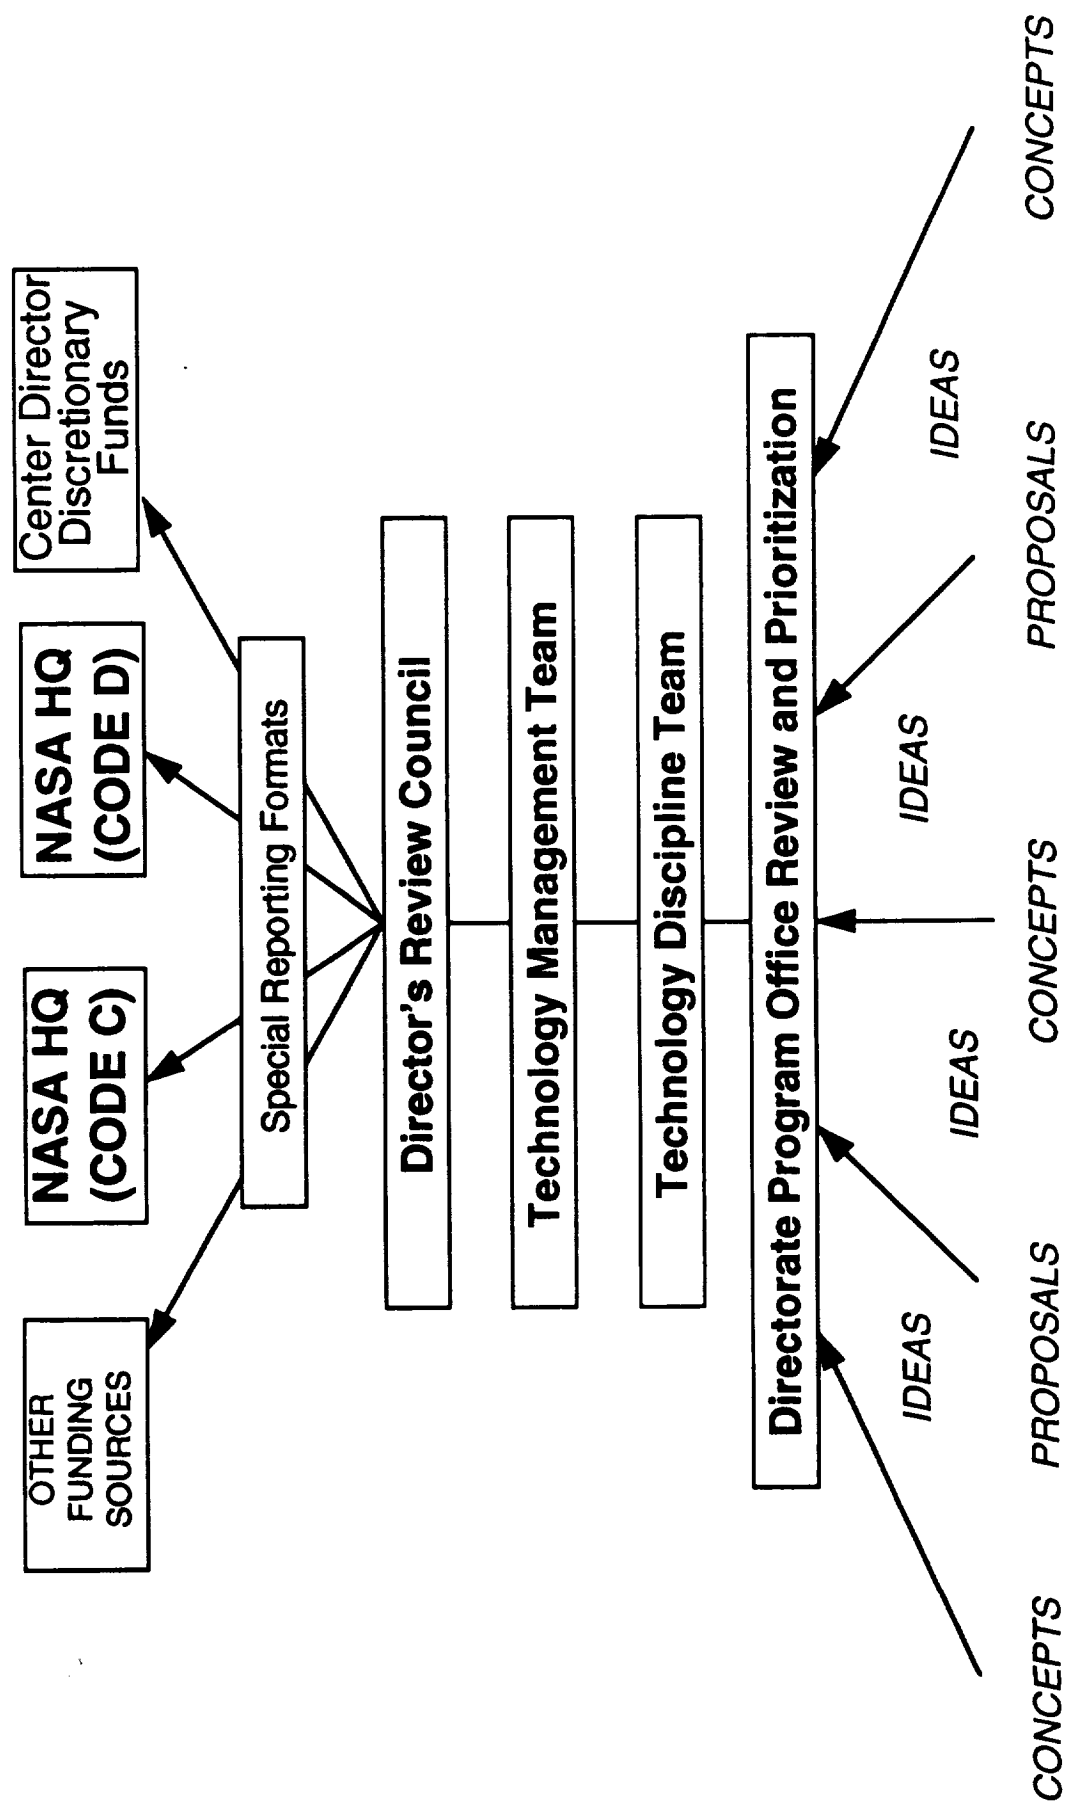 OTHER
FUNDING
SOURCES
NASA HQ
(CODE C)
NASA HQ
(CODE D)
Center Director
Discretionary
Funds
Special Reporting Formats
Director's Review Council
Technology Management Team
Technology Discipline Team
Directorate Program Office Review and Prioritization
IDEAS
IDEAS
IDEAS
IDEAS
CONCEPTS
PROPOSALS
CONCEPTS
PROPOSALS
CONCEPTS